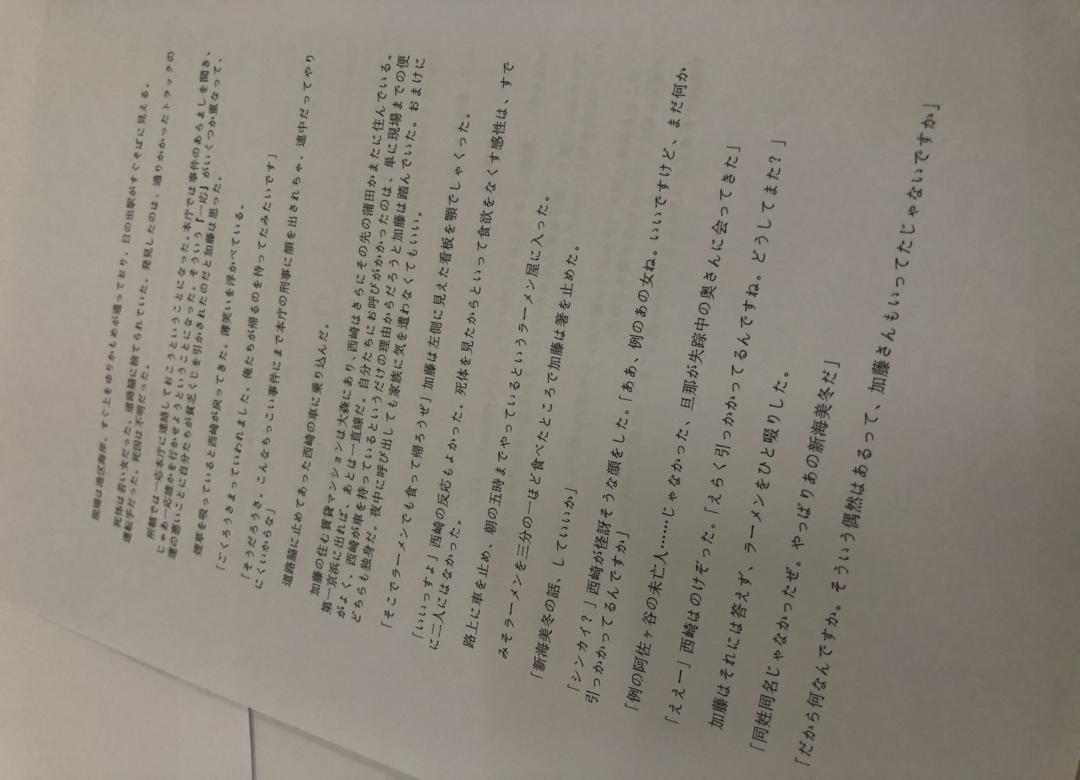 現場は港区海岸、すぐ上をゆりかもめが通っており、日の出駅がすぐそばに見える。
死体は若い女だった。道路脇に捨てられていた。発見したのは、通りかかったトラックの
運転手だった。死因は不明だった。
所轄では一応本庁に連絡しておこうということになった。本庁では事件のあらましを聞き、
じゃあ一応誰かを行かせようということになった。そういう『一応』がいくつか重なって、
運の悪いことに自分たちが貧乏くじを引かされたのだと加藤は思った。
煙草を吸っていると西崎が戻ってきた。薄笑いを浮かべている。
「ごくろうさまっていわれました。俺たちが帰るのを待ってたみたいです」
「そうだろうさ。こんなちっこい事件にまで本庁の刑事に顔を出されちゃ、連中だってやり
にくいからな」
道路脇に止めてあった西崎の車に乗り込んだ。
加藤の住む賃貸マンションは大森にあり、西崎はさらにその先の蒲田かまたに住んでいる。
第一京浜に出れば、あとは一直線だ。自分たちにお呼びがかかったのは、単に現場までの便
がよく、西崎が車を持っているというだけの理由からだろうと加藤は踏んでいた。おまけに
どちらも独身だ。夜中に呼び出しても家族に気を遣わなくてもいい。
「そこでラーメンでも食って帰ろうぜ」加藤は左側に見えた看板を顎でしゃくった。
「いいっすよ」西崎の反応もよかった。死体を見たからといって食欲をなくす感性は、すで
に二人にはなかった。
路上に車を止め、朝の五時までやっているというラーメン屋に入った。
みそラーメンを三分の一ほど食べたところで加藤は箸を止めた。
「新海美冬の話、していいか」
「シンカイ？」西崎が怪訝そうな顔をした。「ああ、例のあの女ね。いいですけど、まだ何か
引っかかってるんですか」
「例の阿佐ヶ谷の未亡人……じゃなかった、旦那が失踪中の奥さんに会ってきた」
「ええー」西崎はのけぞった。「えらく引っかかってるんですね。どうしてまた？」
加藤はそれには答えず、ラーメンをひと啜りした。
「同姓同名じゃなかったぜ。やっぱりあの新海美冬だ」
「だから何なんですか。そういう偶然はあるって、加藤さんもいってたじゃないですか」